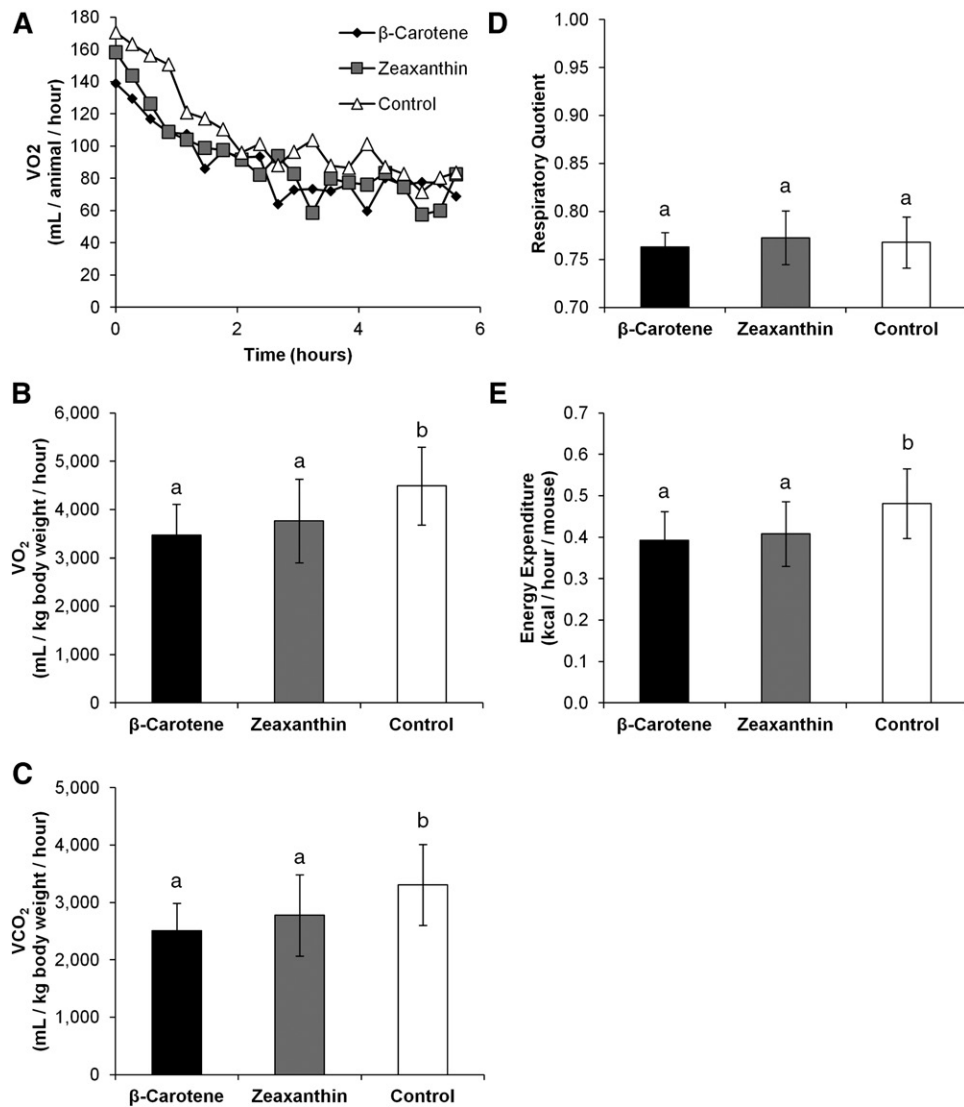 A
180
160
140
120
100
80
60
40
20
0
VO2
(mL / animal / hour)
β-Carotene
Zeaxanthin
Control
0
2
4
6
Time (hours)
B
6,000
5,000
4,000
3,000
2,000
1,000
0
VO₂
(mL / kg body weight / hour)
a
a
b
β-Carotene
Zeaxanthin
Control
C
5,000
4,000
3,000
2,000
1,000
0
VCO₂
(mL / kg body weight / hour)
a
a
b
β-Carotene
Zeaxanthin
Control
D
1.00
0.95
0.90
0.85
0.80
0.75
0.70
Respiratory Quotient
a
a
a
β-Carotene
Zeaxanthin
Control
E
0.7
0.6
0.5
0.4
0.3
0.2
0.1
0.0
Energy Expenditure
(kcal / hour / mouse)
a
a
b
β-Carotene
Zeaxanthin
Control